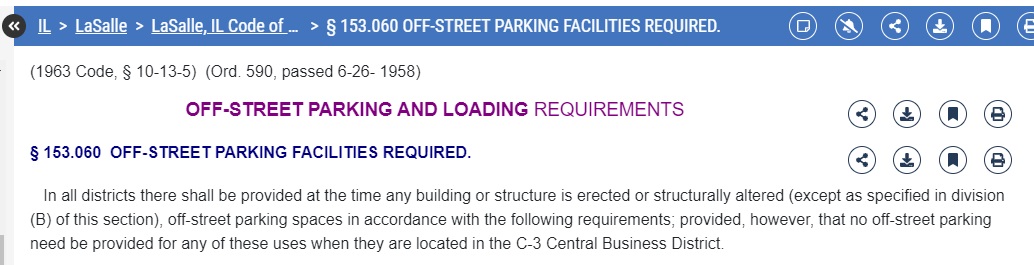 IL > LaSalle > LaSalle, IL Code of ... > § 153.060 OFF-STREET PARKING FACILITIES REQUIRED.
(1963 Code, § 10-13-5) (Ord. 590, passed 6-26- 1958)
OFF-STREET PARKING AND LOADING REQUIREMENTS
§ 153.060 OFF-STREET PARKING FACILITIES REQUIRED.
In all districts there shall be provided at the time any building or structure is erected or structurally altered (except as specified in division
(B) of this section), off-street parking spaces in accordance with the following requirements; provided, however, that no off-street parking
need be provided for any of these uses when they are located in the C-3 Central Business District.